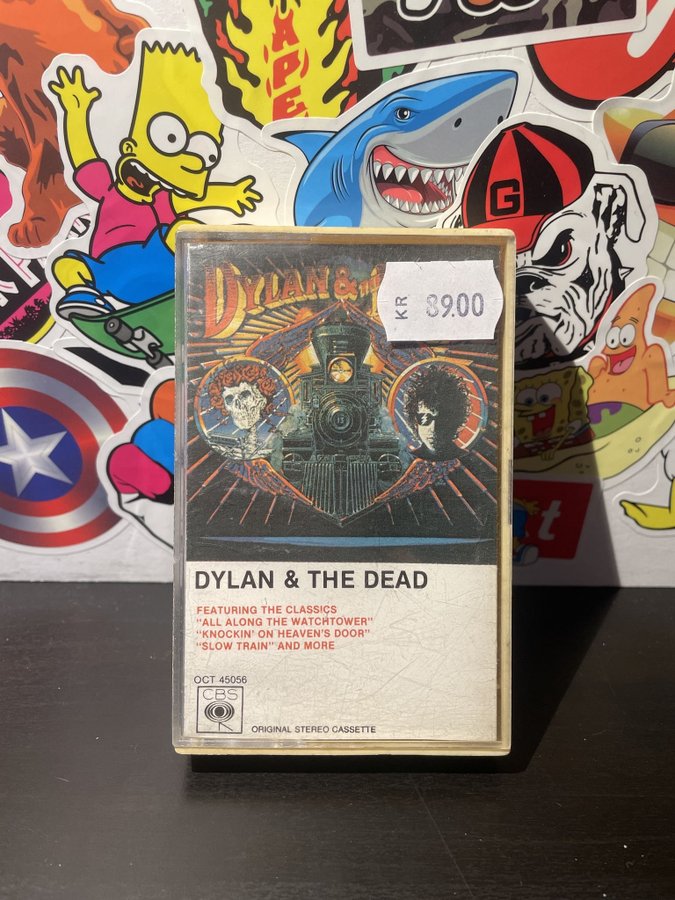 APE
G
DYLAN & THE
KR 89.00
DYLAN & THE DEAD
FEATURING THE CLASSICS
"ALL ALONG THE WATCHTOWER"
"KNOCKIN' ON HEAVEN'S DOOR"
"SLOW TRAIN" AND MORE
OCT 45056
CBS
ORIGINAL STEREO CASSETTE